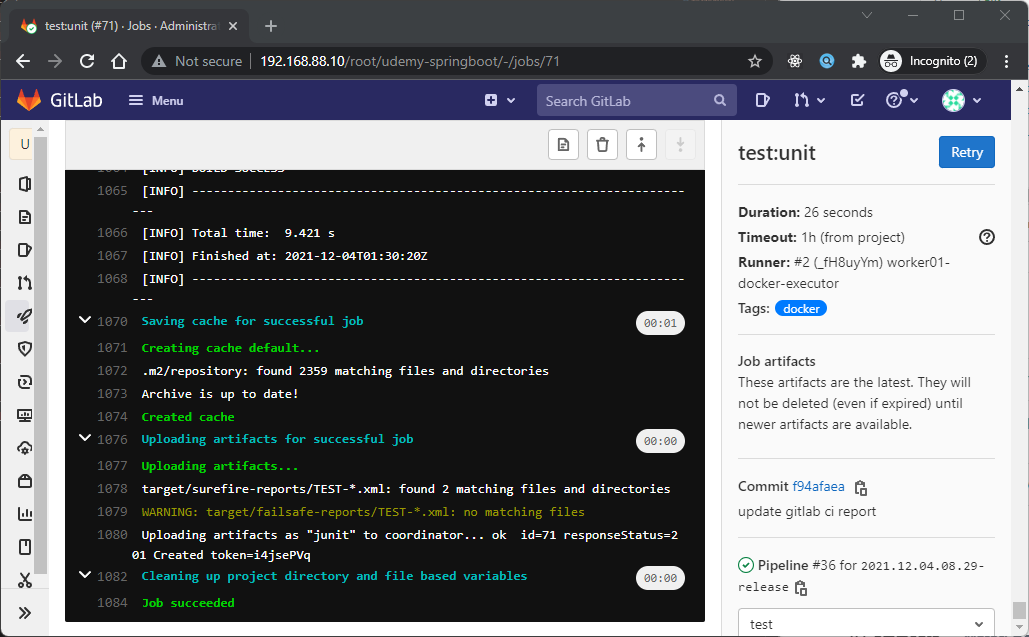 test:unit (#71) · Jobs · Administra
Not secure
192.168.88.10/root/udemy-springboot/-/jobs/71
Incognito (2)
GitLab
Menu
Search GitLab
U
1065 [INFO] -----------------------------------------------------------------
---
1066 [INFO] Total time:  9.421 s
1067 [INFO] Finished at: 2021-12-04T01:30:20Z
1068 [INFO] -----------------------------------------------------------------
---
1070 Saving cache for successful job 00:01
1071 Creating cache default...
1072 .m2/repository: found 2359 matching files and directories
1073 Archive is up to date!
1074 Created cache
1076 Uploading artifacts for successful job 00:00
1077 Uploading artifacts...
1078 target/surefire-reports/TEST-*.xml: found 2 matching files and directories
1079 WARNING: target/failsafe-reports/TEST-*.xml: no matching files
1080 Uploading artifacts as "junit" to coordinator... ok  id=71 responseStatus=2
01 Created token=i4jsePVq
1082 Cleaning up project directory and file based variables 00:00
1084 Job succeeded
test:unit
Retry
Duration: 26 seconds
Timeout: 1h (from project)
Runner: #2 (_fH8uyYm) worker01-
docker-executor
Tags: docker
Job artifacts
These artifacts are the latest. They will
not be deleted (even if expired) until
newer artifacts are available.
Commit f94afaea
update gitlab ci report
Pipeline #36 for 2021.12.04.08.29-
release
test